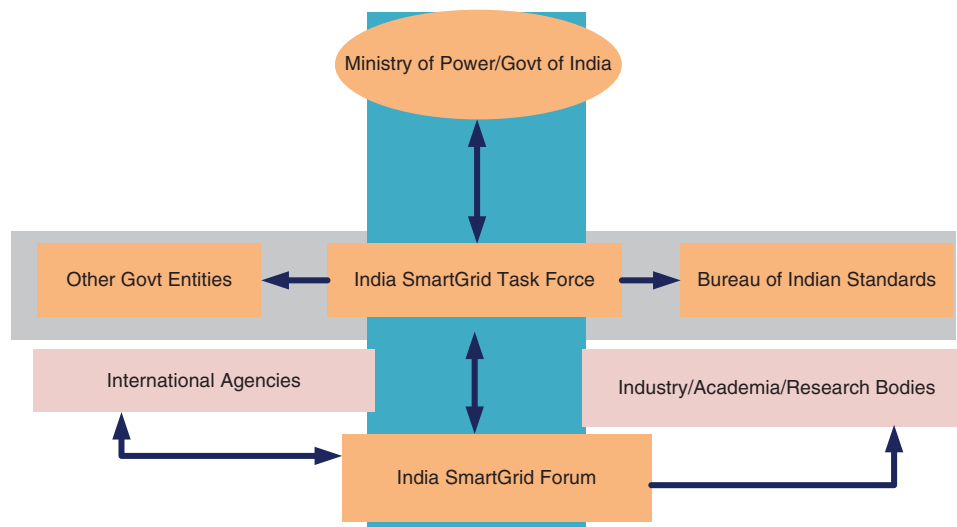 Ministry of Power/Govt of India
Other Govt Entities
India SmartGrid Task Force
Bureau of Indian Standards
International Agencies
Industry/Academia/Research Bodies
India SmartGrid Forum